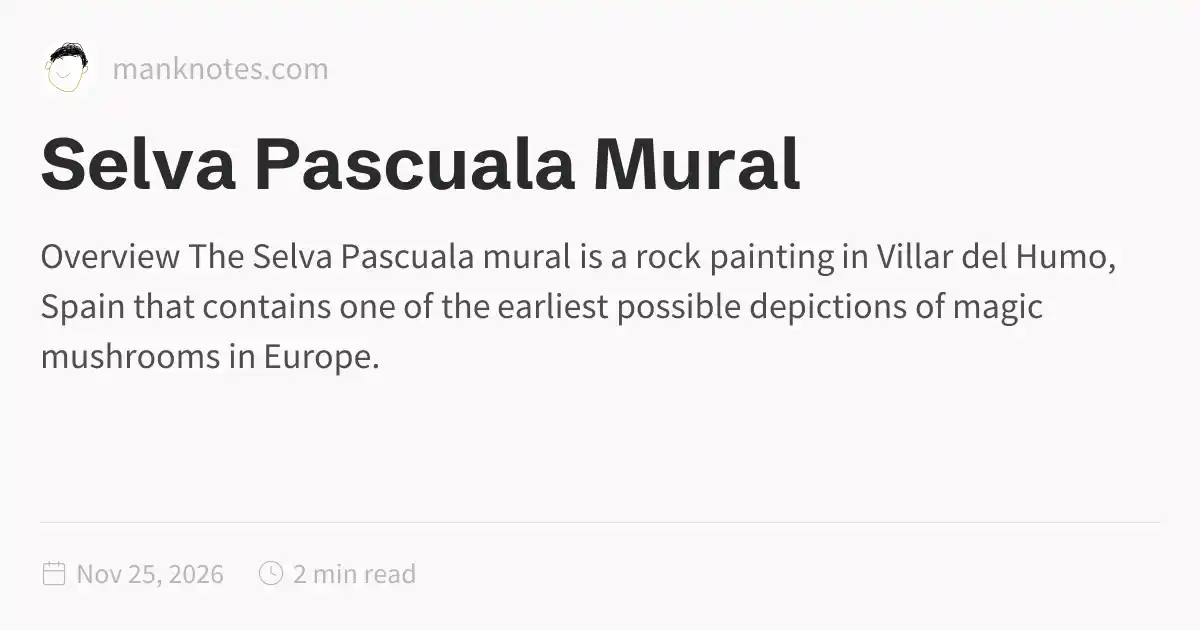 manknotes.com
Selva Pascuala Mural
Overview The Selva Pascuala mural is a rock painting in Villar del Humo,
Spain that contains one of the earliest possible depictions of magic
mushrooms in Europe.
Nov 25, 2026 2 min read